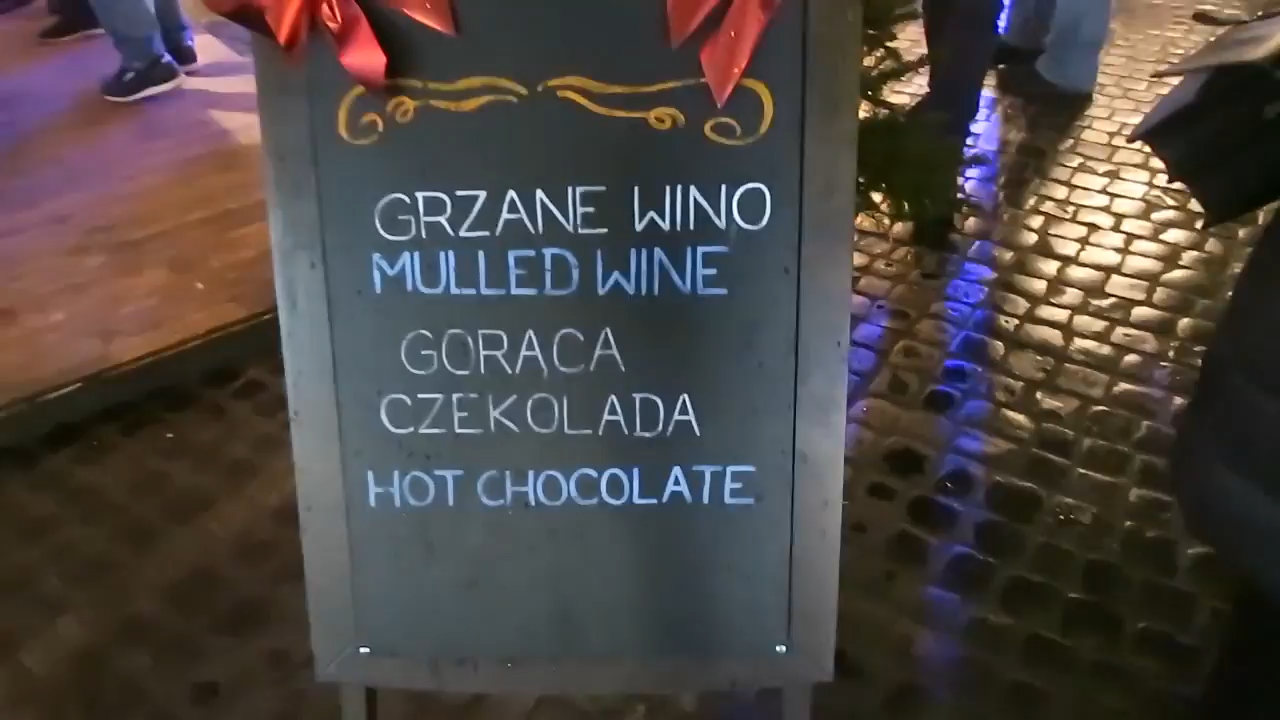 GRZANE WINO
MULLED WINE
GORĄCA
CZEKOLADA
HOT CHOCOLATE